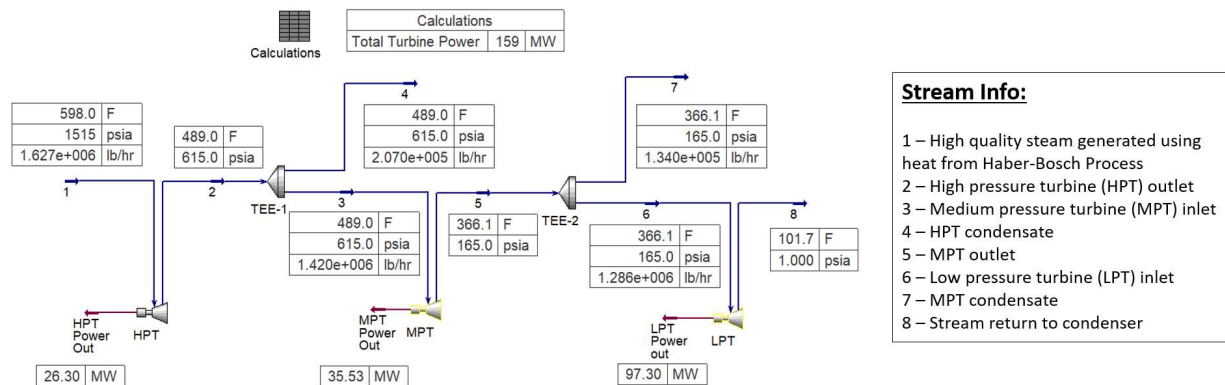 Calculations
Calculations
Total Turbine Power 159 MW
4
7
598.0 F
1515 psia
1.627e+006 lb/hr
489.0 F
615.0 psia
489.0 F
615.0 psia
2.070e+005 lb/hr
366.1 F
165.0 psia
1.340e+005 lb/hr
1
2
TEE-1
3
5
TEE-2
6
8
489.0 F
615.0 psia
1.420e+006 lb/hr
366.1 F
165.0 psia
366.1 F
165.0 psia
1.286e+006 lb/hr
101.7 F
1.000 psia
HPT
Power
Out
HPT
MPT
Power
Out
MPT
LPT
Power
out
LPT
26.30 MW
35.53 MW
97.30 MW
Stream Info:
1 – High quality steam generated using
heat from Haber-Bosch Process
2 – High pressure turbine (HPT) outlet
3 – Medium pressure turbine (MPT) inlet
4 – HPT condensate
5 – MPT outlet
6 – Low pressure turbine (LPT) inlet
7 – MPT condensate
8 – Stream return to condenser